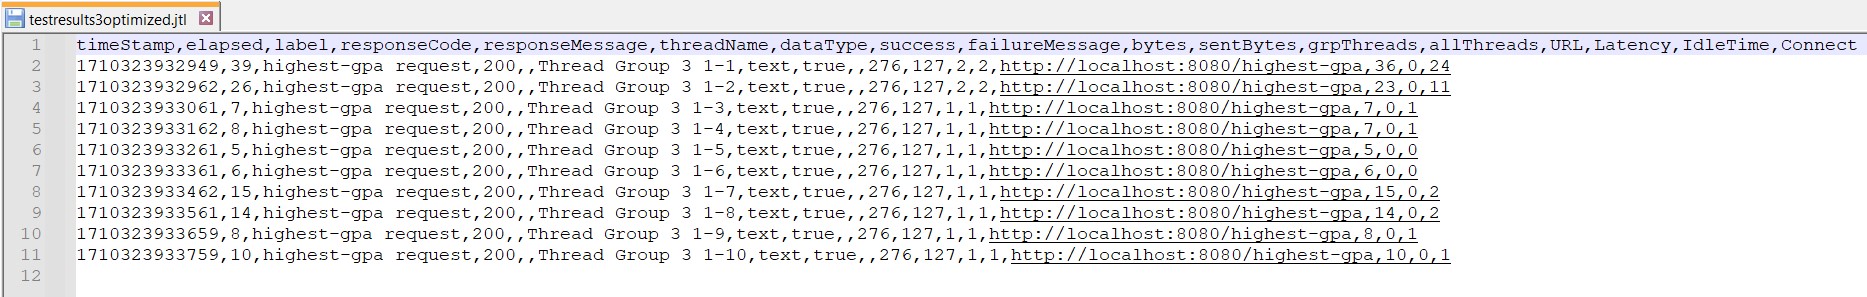 testresults3optimized.jtl
1 timeStamp,elapsed,label,responseCode,responseMessage,threadName,dataType,success,failureMessage,bytes,sentBytes,grpThreads,allThreads,URL,Latency,IdleTime,Connect
2 1710323932949,39,highest-gpa request,200,,Thread Group 3 1-1,text,true,,276,127,2,2,http://localhost:8080/highest-gpa,36,0,24
3 1710323932962,26,highest-gpa request,200,,Thread Group 3 1-2,text,true,,276,127,2,2,http://localhost:8080/highest-gpa,23,0,11
4 1710323933061,7,highest-gpa request,200,,Thread Group 3 1-3,text,true,,276,127,1,1,http://localhost:8080/highest-gpa,7,0,1
5 1710323933162,8,highest-gpa request,200,,Thread Group 3 1-4,text,true,,276,127,1,1,http://localhost:8080/highest-gpa,7,0,1
6 1710323933261,5,highest-gpa request,200,,Thread Group 3 1-5,text,true,,276,127,1,1,http://localhost:8080/highest-gpa,5,0,0
7 1710323933361,6,highest-gpa request,200,,Thread Group 3 1-6,text,true,,276,127,1,1,http://localhost:8080/highest-gpa,6,0,0
8 1710323933462,15,highest-gpa request,200,,Thread Group 3 1-7,text,true,,276,127,1,1,http://localhost:8080/highest-gpa,15,0,2
9 1710323933561,14,highest-gpa request,200,,Thread Group 3 1-8,text,true,,276,127,1,1,http://localhost:8080/highest-gpa,14,0,2
10 1710323933659,8,highest-gpa request,200,,Thread Group 3 1-9,text,true,,276,127,1,1,http://localhost:8080/highest-gpa,8,0,1
11 1710323933759,10,highest-gpa request,200,,Thread Group 3 1-10,text,true,,276,127,1,1,http://localhost:8080/highest-gpa,10,0,1
12